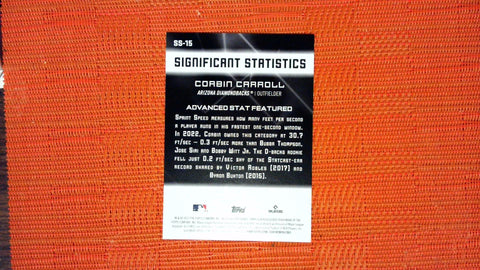 SS-15
SIGNIFICANT STATISTICS
CORBIN CARROLL
ARIZONA DIAMONDBACKS® | OUTFIELDER
ADVANCED STAT FEATURED
SPRINT SPEED MEASURES HOW MANY FEET PER SECOND
A PLAYER RUNS IN HIS FASTEST ONE-SECOND WINDOW.
IN 2022, CORBIN OWNED THIS CATEGORY AT 30.7
FT/SEC — 0.3 FT/SEC MORE THAN BUBBA THOMPSON,
JOSE SIRI AND BOBBY WITT JR. THE D-BACKS ROOKIE
FELL JUST 0.2 FT/SEC SHY OF THE STATCAST-ERA
RECORD SHARED BY VICTOR ROBLES (2017) AND
BYRON BUXTON (2016).
TOPPS